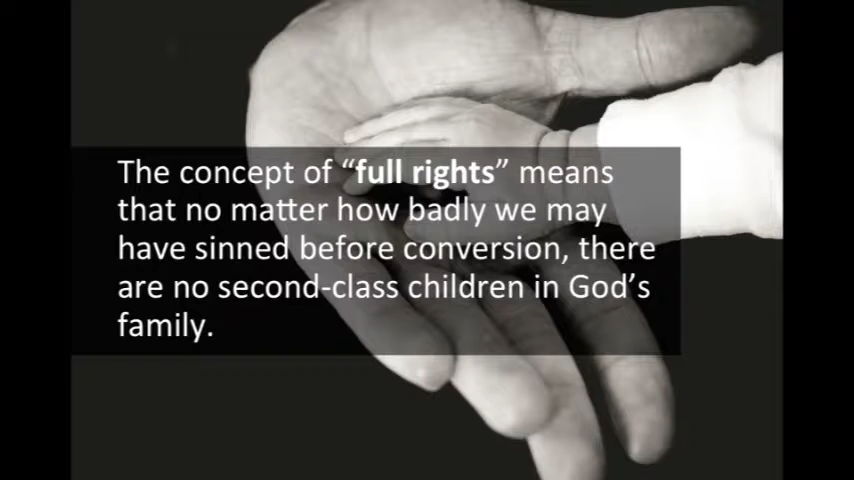 The concept of “full rights” means
that no matter how badly we may
have sinned before conversion, there
are no second-class children in God’s
family.